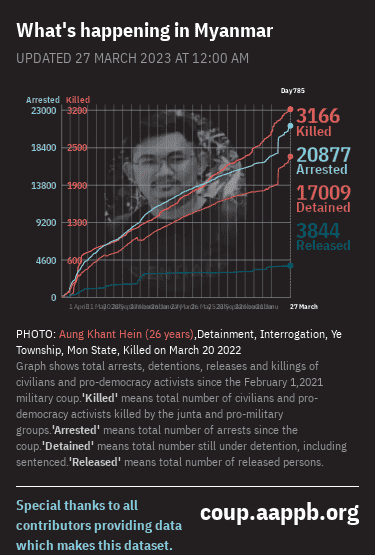 What's happening in Myanmar
UPDATED 27 MARCH 2023 AT 12:00 AM
Day785
Arrested Killed
23000 3200
3166
Killed
18400 2500
20877
Arrested
13800 1900
17009
Detained
9200 1300
3844
Released
4600 600
0
27 March
PHOTO: Aung Khant Hein (26 years),Detainment, Interrogation, Ye
Township, Mon State, Killed on March 20 2022
Graph shows total arrests, detentions, releases and killings of
civilians and pro-democracy activists since the February 1,2021
military coup.'Killed' means total number of civilians and pro-
democracy activists killed by the junta and pro-military
groups.'Arrested' means total number of arrests since the
coup.'Detained' means total number still under detention, including
sentenced.'Released' means total number of released persons.
Special thanks to all
contributors providing data
which makes this dataset.
coup.aappb.org